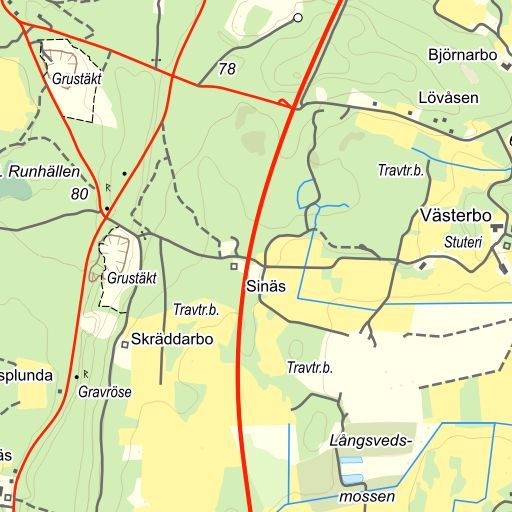 Björnarbo
78
Grustäkt
Lövåsen
Runhällen
Travtr.b.
R
80
Västerbo
Stuteri
Grustäkt
Sinäs
Travtr.b.
Skräddarbo
Travtr.b.
splunda
R
Gravröse
Långsveds-
äs
mossen